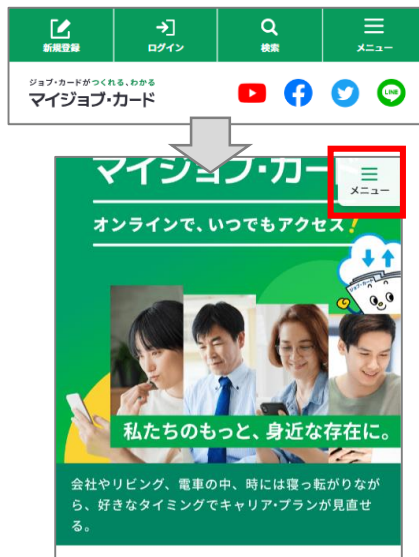 新規登録
ログイン
検索
メニュー
ジョブ・カードがつくれる、わかる
マイジョブ・カード
LINE
マイジョブ・カー
メニュー
オンラインで、いつでもアクセス!
ジョブ・カード
私たちのもっと、身近な存在に。
会社やリビング、電車の中、時には寝っ転がりなが
ら、好きなタイミングでキャリア・プランが見直せ
る。